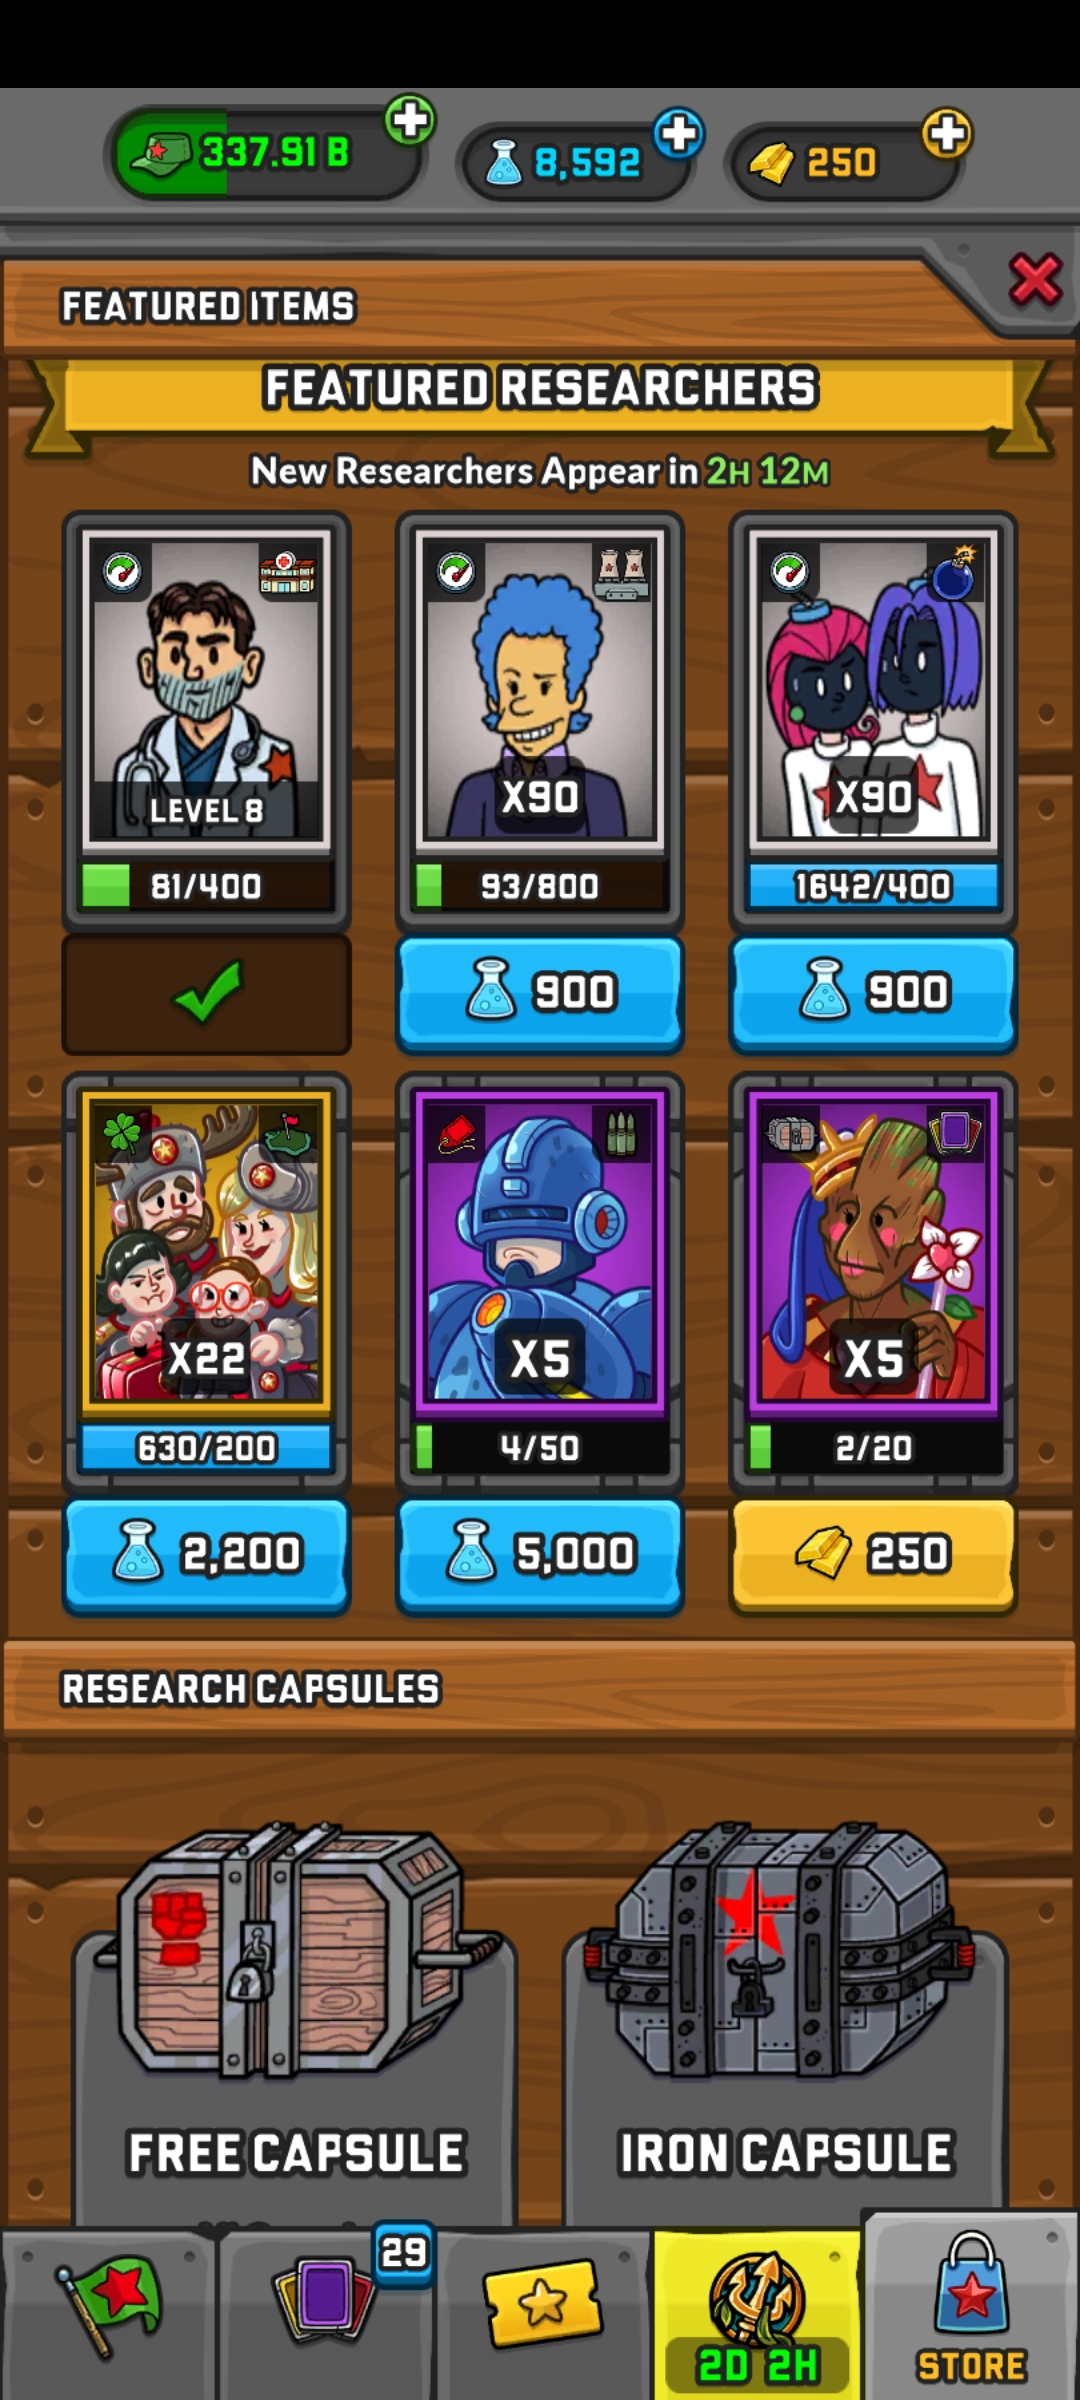 337.91 B
8,592
250
FEATURED ITEMS
FEATURED RESEARCHERS
New Researchers Appear in 2H 12M
LEVEL 8
X90
X90
81/400
93/800
1642/400
900
900
X22
X5
X5
630/200
4/50
2/20
2,200
5,000
250
RESEARCH CAPSULES
FREE CAPSULE
IRON CAPSULE
29
2D 2H
STORE